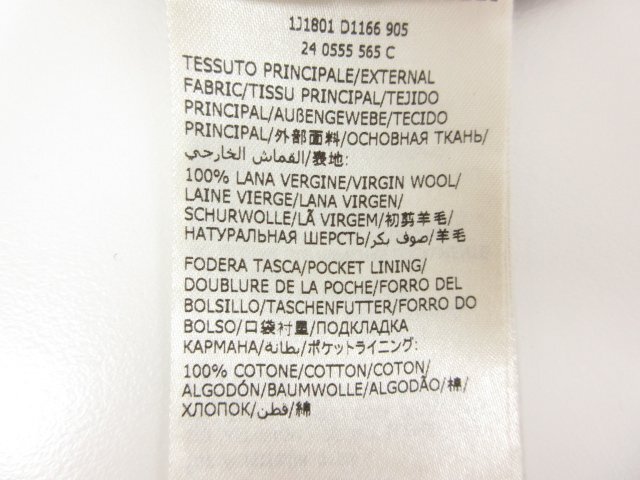 1J1801 D1166 905
24 0555 565 C
TESSUTO PRINCIPALE/EXTERNAL
FABRIC/TISSU PRINCIPAL/TEJIDO
PRINCIPAL/AUßENGEWEBE/TECIDO
PRINCIPAL/外部面料/ОСНОВНАЯ ТКАНЬ/
القماش الخارجي/表地:
100% LANA VERGINE/VIRGIN WOOL/
LAINE VIERGE/LANA VIRGEN/
SCHURWOLLE/LÃ VIRGEM/初剪羊毛/
НАТУРАЛЬНАЯ ШЕРСТЬ/صوف بكر/羊毛
FODERA TASCA/POCKET LINING/
DOUBLURE DE LA POCHE/FORRO DEL
BOLSILLO/TASCHENFUTTER/FORRO DO
BOLSO/口袋衬里/ПОДКЛАДКА
КАРМАНА/بطانة/ポケットライニング:
100% COTONE/COTTON/COTON/
ALGODÓN/BAUMWOLLE/ALGODÃO/棉/
ХЛОПОК/قطن/綿